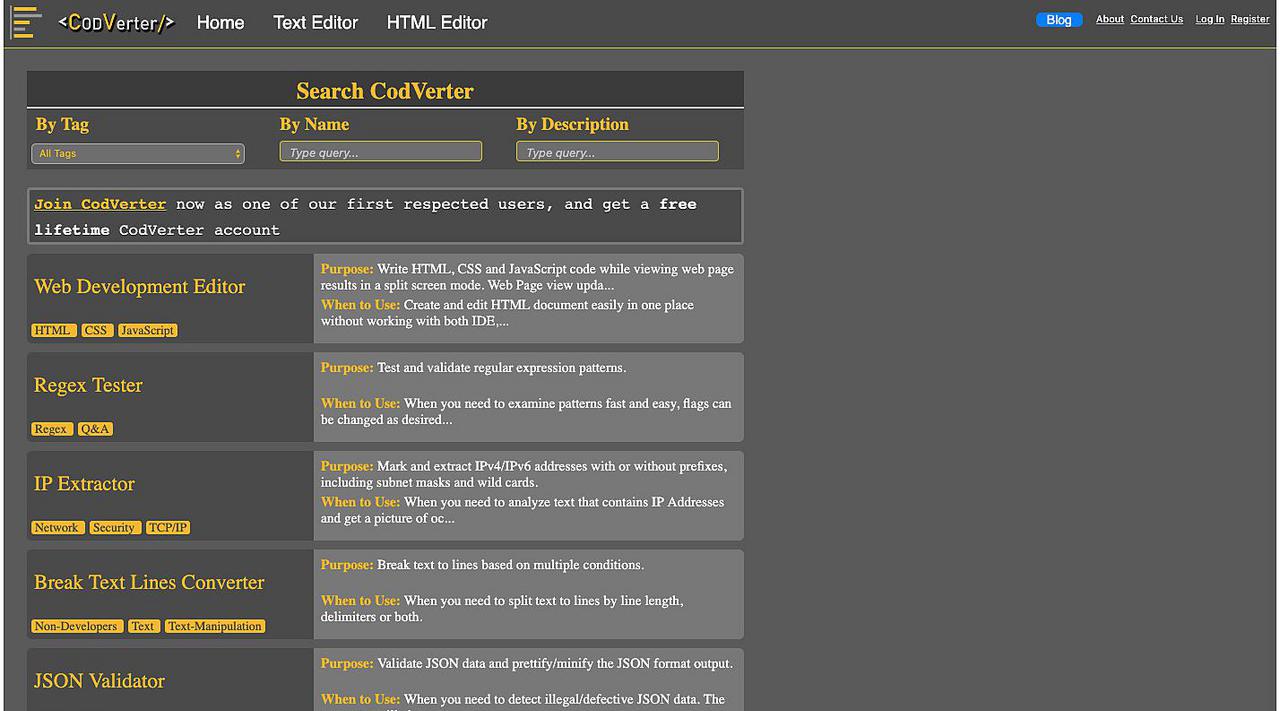 <CodVerter/> Home Text Editor HTML Editor Blog About Contact Us Log In Register
Search CodVerter
By Tag By Name By Description
All Tags Type query... Type query...
Join CodVerter now as one of our first respected users, and get a free
lifetime CodVerter account
Web Development Editor
HTML CSS JavaScript
Purpose: Write HTML, CSS and JavaScript code while viewing web page
results in a split screen mode. Web Page view upda...
When to Use: Create and edit HTML document easily in one place
without working with both IDE,...
Regex Tester
Regex Q&A
Purpose: Test and validate regular expression patterns.
When to Use: When you need to examine patterns fast and easy, flags can
be changed as desired...
IP Extractor
Network Security TCP/IP
Purpose: Mark and extract IPv4/IPv6 addresses with or without prefixes,
including subnet masks and wild cards.
When to Use: When you need to analyze text that contains IP Addresses
and get a picture of oc...
Break Text Lines Converter
Non-Developers Text Text-Manipulation
Purpose: Break text to lines based on multiple conditions.
When to Use: When you need to split text to lines by line length,
delimiters or both.
JSON Validator
Purpose: Validate JSON data and prettify/minify the JSON format output.
When to Use: When you need to detect illegal/defective JSON data. The